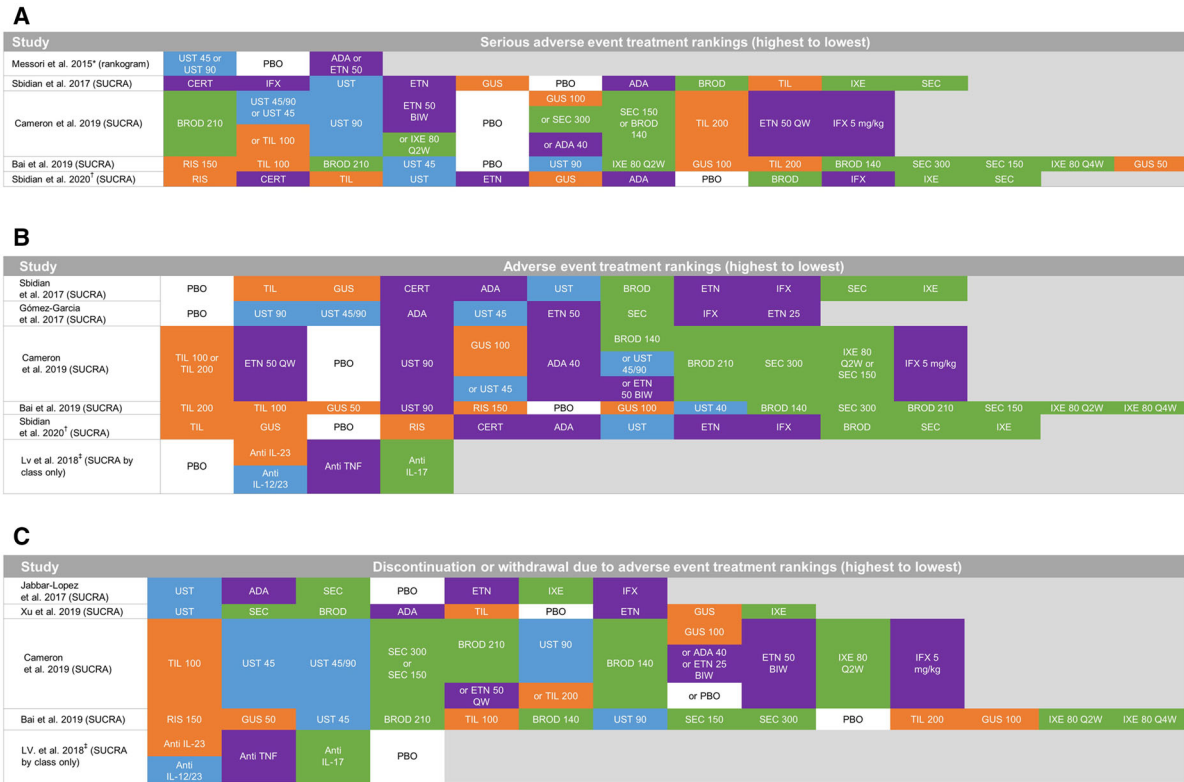 A
Study Serious adverse event treatment rankings (highest to lowest)
Messori et al. 2015* (rankogram) UST 45 or UST 90 PBO ADA or ETN 50
Sbidian et al. 2017 (SUCRA) CERT IFX UST ETN GUS PBO ADA BROD TIL IXE SEC
Cameron et al. 2019 (SUCRA) BROD 210 UST 45/90 or UST 45 or TIL 100 UST 90 ETN 50 BIW or IXE 80 Q2W PBO GUS 100 or SEC 300 or ADA 40 SEC 150 or BROD 140 TIL 200 ETN 50 QW IFX 5 mg/kg
Bai et al. 2019 (SUCRA) RIS 150 TIL 100 BROD 210 UST 45 PBO UST 90 IXE 80 Q2W GUS 100 TIL 200 BROD 140 SEC 300 SEC 150 IXE 80 Q4W GUS 50
Sbidian et al. 2020† (SUCRA) RIS CERT TIL UST ETN GUS ADA PBO BROD IFX IXE SEC
B
Study Adverse event treatment rankings (highest to lowest)
Sbidian et al. 2017 (SUCRA) PBO TIL GUS CERT ADA UST BROD ETN IFX SEC IXE
Gómez-Garcia et al. 2017 (SUCRA) PBO UST 90 UST 45/90 ADA UST 45 ETN 50 SEC IFX ETN 25
Cameron et al. 2019 (SUCRA) TIL 100 or TIL 200 ETN 50 QW PBO UST 90 GUS 100 or UST 45 ADA 40 BROD 140 or UST 45/90 or ETN 50 BIW BROD 210 SEC 300 IXE 80 Q2W or SEC 150 IFX 5 mg/kg
Bai et al. 2019 (SUCRA) TIL 200 TIL 100 GUS 50 UST 90 RIS 150 PBO GUS 100 UST 40 BROD 140 SEC 300 BROD 210 SEC 150 IXE 80 Q2W IXE 80 Q4W
Sbidian et al. 2020† (SUCRA) TIL GUS PBO RIS CERT ADA UST ETN IFX BROD SEC IXE
Lv et al. 2018‡ (SUCRA by class only) PBO Anti IL-23 Anti IL-12/23 Anti TNF Anti IL-17
C
Study Discontinuation or withdrawal due to adverse event treatment rankings (highest to lowest)
Jabbar-Lopez et al. 2017 (SUCRA) UST ADA SEC PBO ETN IXE IFX
Xu et al. 2019 (SUCRA) UST SEC BROD ADA TIL PBO ETN GUS IXE
Cameron et al. 2019 (SUCRA) TIL 100 UST 45 UST 45/90 SEC 300 or SEC 150 BROD 210 or ETN 50 QW UST 90 or TIL 200 BROD 140 GUS 100 or ADA 40 or ETN 25 BIW or PBO ETN 50 BIW IXE 80 Q2W IFX 5 mg/kg
Bai et al. 2019 (SUCRA) RIS 150 GUS 50 UST 45 BROD 210 TIL 100 BROD 140 UST 90 SEC 150 SEC 300 PBO TIL 200 GUS 100 IXE 80 Q2W IXE 80 Q4W
LV. et al. 2018‡ (SUCRA by class only) Anti IL-23 Anti IL-12/23 Anti TNF Anti IL-17 PBO